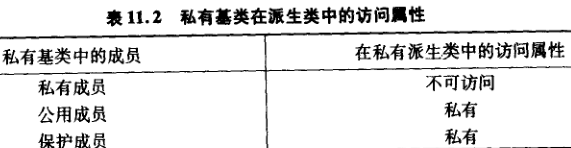 表 11.2 私有基类在派生类中的访问属性
私有基类中的成员 在私有派生类中的访问属性
私有成员 不可访问
公用成员 私有
保护成员 私有